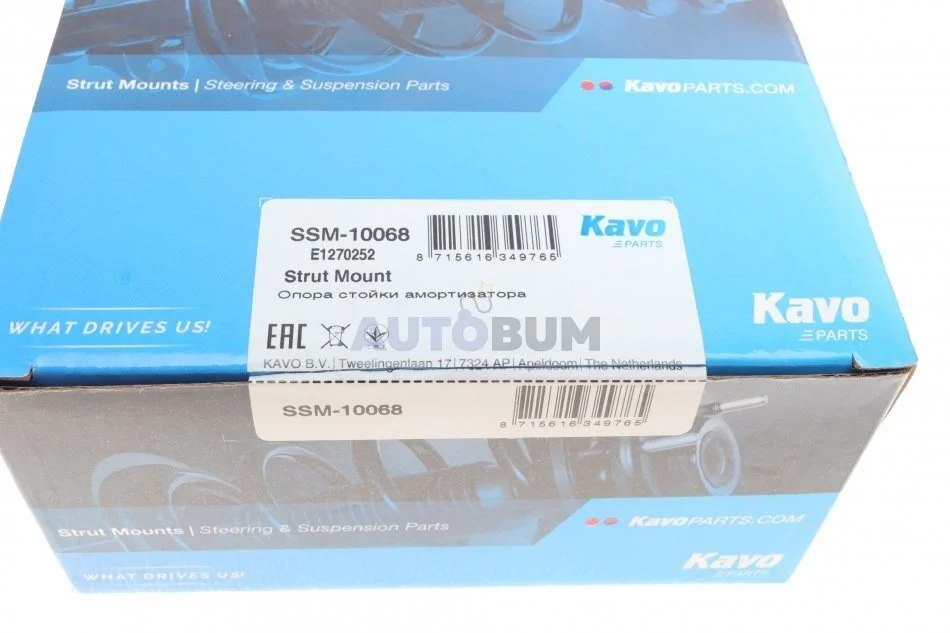 Strut Mounts | Steering & Suspension Parts
KavoPARTS.COM
SSM-10068
E1270252
8 715616 349765
Kavo
PARTS
Strut Mount
Опора стойки амортизатора
WHAT DRIVES US!
EAC
AUTOBUM
Kavo
PARTS
KAVO B.V. | Tweelingenlaan 17 | 7324 AP | Apeldoorn | The Netherlands
SSM-10068
8 715616 349765
Strut Mounts | Steering & Suspension Parts
KavoPARTS.COM
WHAT DRIVES US!
Kavo
PARTS